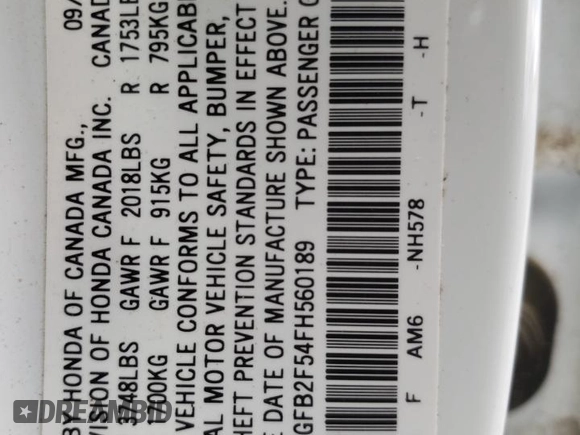 BY HONDA OF CANADA MFG., 09/
VISION OF HONDA CANADA INC. CANAD
GAWR F 2018LBS R 1753LB
GAWR F 915KG R 795KG
VEHICLE CONFORMS TO ALL APPLICABL
AL MOTOR VEHICLE SAFETY, BUMPER,
HEFT PREVENTION STANDARDS IN EFFECT
E DATE OF MANUFACTURE SHOWN ABOVE.
GFB2F54FH560189 TYPE: PASSENGER C
F AM6 -NH578 -T -H
DREAMBID